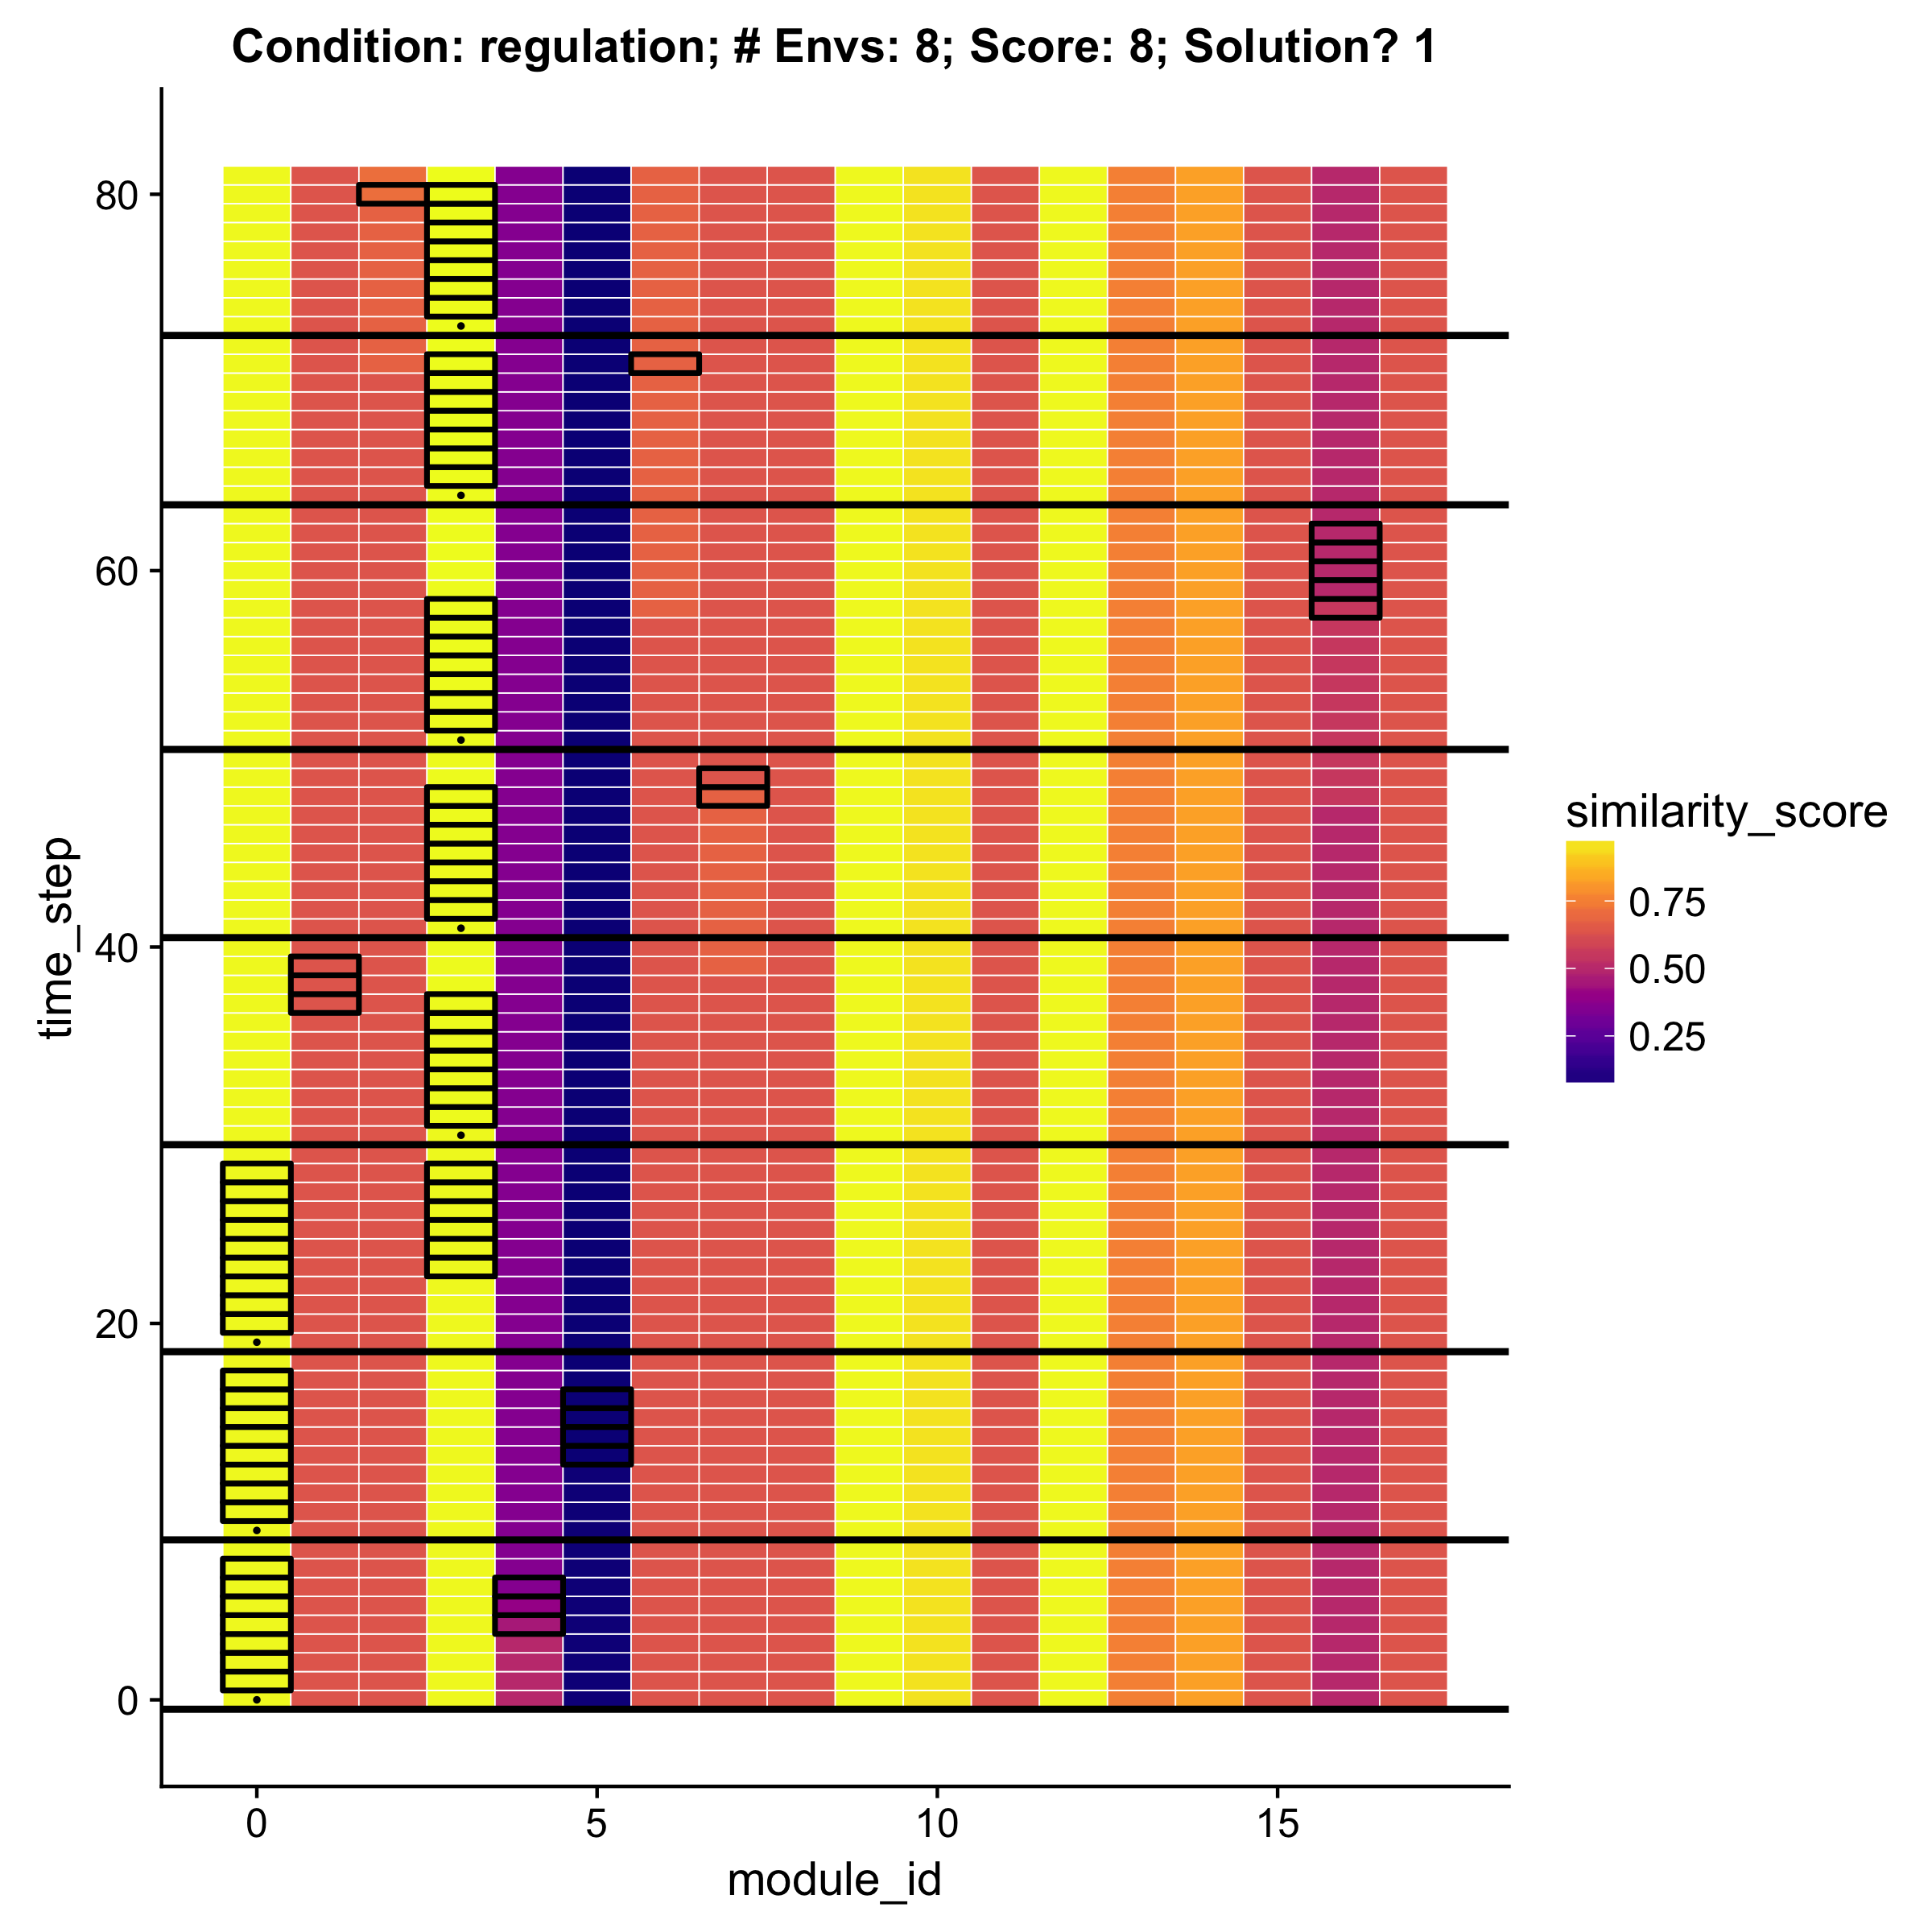 Condition: regulation; # Envs: 8; Score: 8; Solution? 1
80
60
40
20
0
time_step
0 5 10 15
module_id
similarity_score
0.75
0.50
0.25